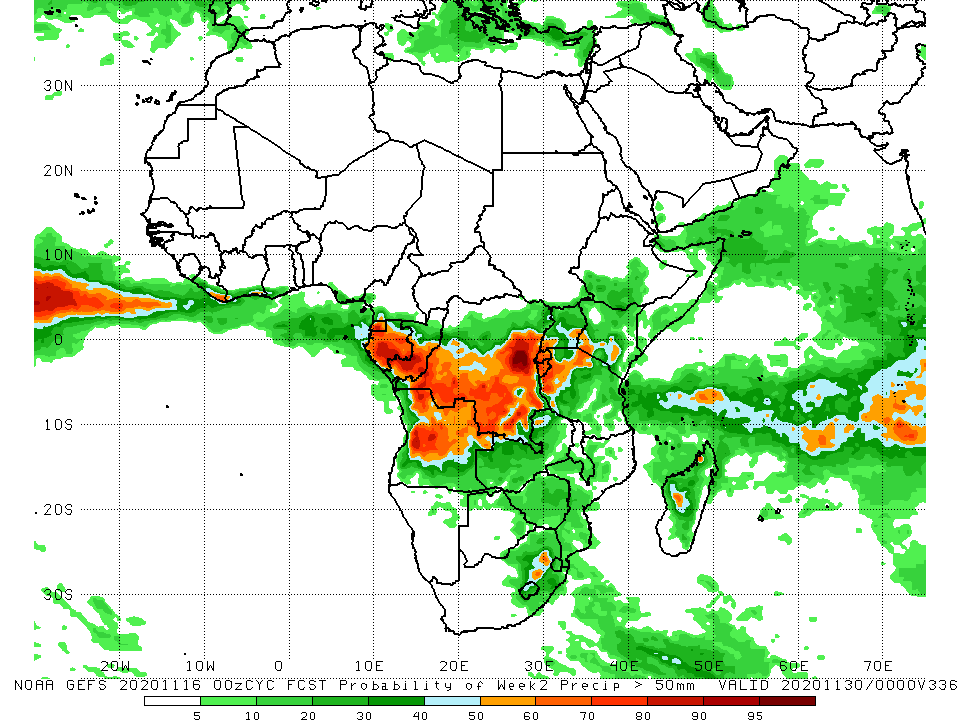 30N
20N
10N
0
10S
20S
30S
20W 10W 0 10E 20E 30E 40E 50E 60E 70E
NOAA GEFS 20201116 00zCYC FCST Probability of Week2 Precip > 50mm VALID 20201130/0000V336
5 10 20 30 40 50 60 70 80 90 95